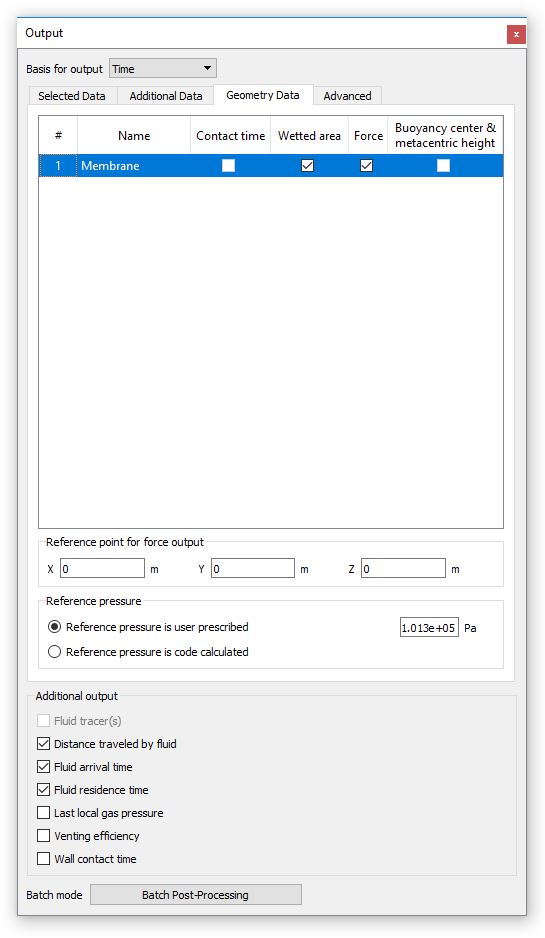 Output
x
Basis for output Time
Selected Data Additional Data Geometry Data Advanced
# Name Contact time Wetted area Force Buoyancy center &
metacentric height
1 Membrane
Reference point for force output
X 0 m Y 0 m Z 0 m
Reference pressure
Reference pressure is user prescribed 1.013e+05 Pa
Reference pressure is code calculated
Additional output
Fluid tracer(s)
Distance traveled by fluid
Fluid arrival time
Fluid residence time
Last local gas pressure
Venting efficiency
Wall contact time
Batch mode Batch Post-Processing